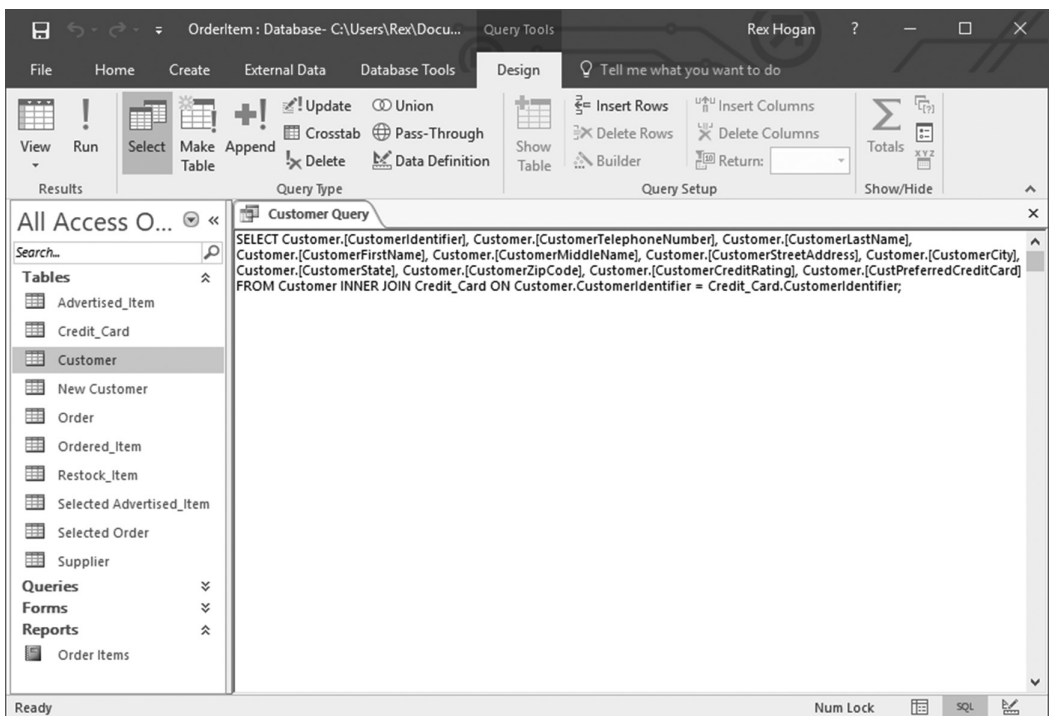 OrderItem : Database- C:\Users\Rex\Docu...
Query Tools
Rex Hogan
?
File
Home
Create
External Data
Database Tools
Design
Tell me what you want to do
View
Run
Select
Make Table
Append
Update
Crosstab
Delete
Union
Pass-Through
Data Definition
Show Table
Insert Rows
Delete Rows
Builder
Insert Columns
Delete Columns
Return:
Totals
Results
Query Type
Query Setup
Show/Hide
All Access O...
Search...
Tables
Advertised_Item
Credit_Card
Customer
New Customer
Order
Ordered_Item
Restock_Item
Selected Advertised_Item
Selected Order
Supplier
Queries
Forms
Reports
Order Items
Customer Query
SELECT Customer.[CustomerIdentifier], Customer.[CustomerTelephoneNumber], Customer.[CustomerLastName],
Customer.[CustomerFirstName], Customer.[CustomerMiddleName], Customer.[CustomerStreetAddress], Customer.[CustomerCity],
Customer.[CustomerState], Customer.[CustomerZipCode], Customer.[CustomerCreditRating], Customer.[CustPreferredCreditCard]
FROM Customer INNER JOIN Credit_Card ON Customer.CustomerIdentifier = Credit_Card.CustomerIdentifier;
Ready
Num Lock
SQL